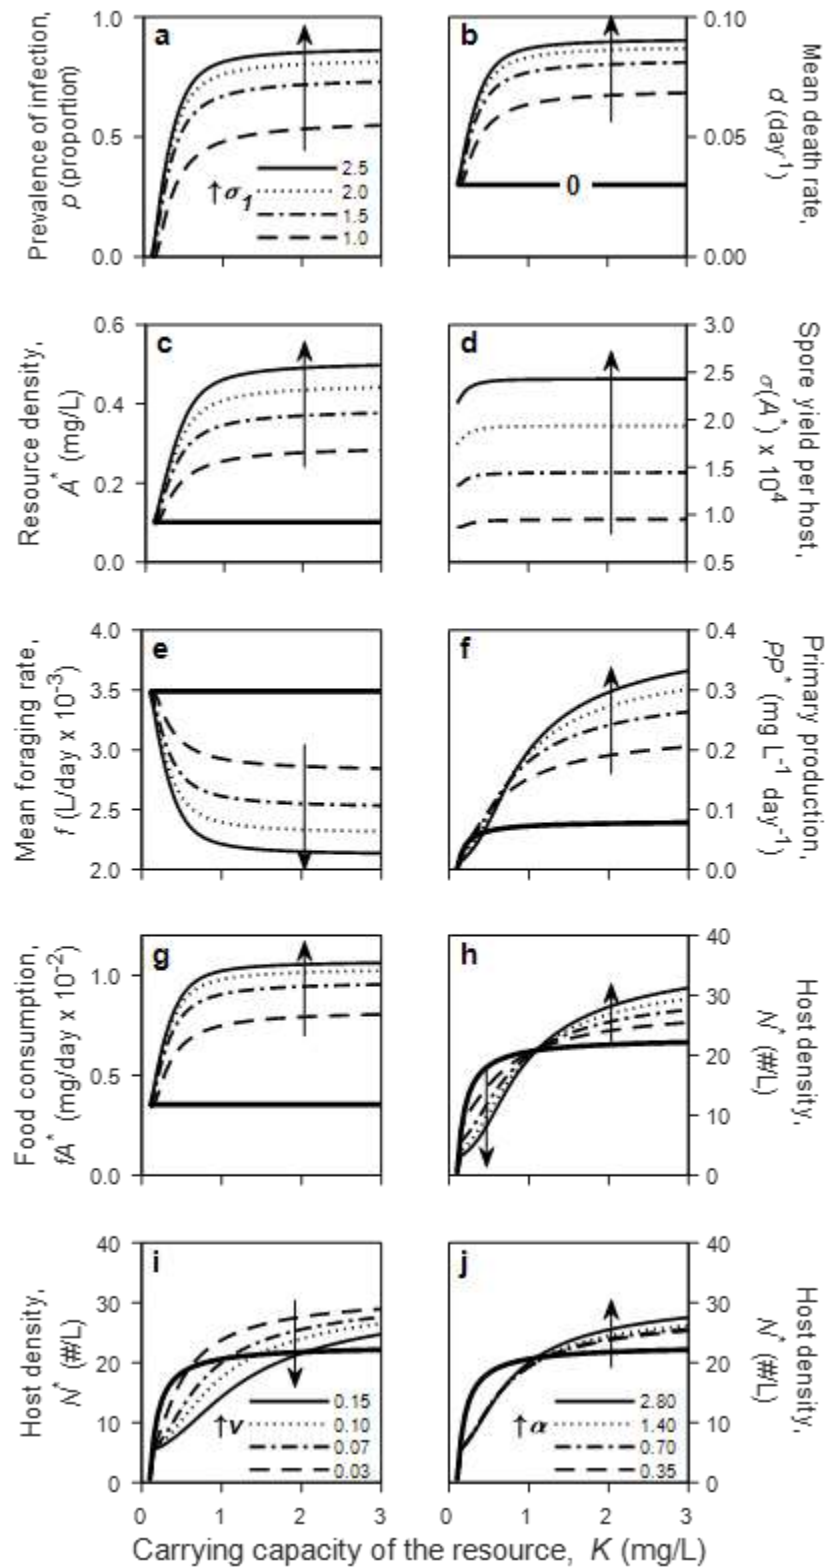 a
1.0
0.5
0.0
Prevalence of infection,
p (proportion)
↑σ1
2.5
2.0
1.5
1.0
b
0
0.10
0.05
0.00
Mean death rate,
d (day-1)
c
0.6
0.4
0.2
0.0
Resource density,
A* (mg/L)
d
3.0
2.5
2.0
1.5
1.0
0.5
Spore yield per host,
σ(A*) x 10^4
e
4.0
3.5
3.0
2.5
2.0
Mean foraging rate,
f (L/day x 10^-3)
f
0.4
0.3
0.2
0.1
0.0
Primary production,
PP* (mg L^-1 day^-1)
g
1.0
0.5
0.0
Food consumption,
fA* (mg/day x 10^-2)
h
40
30
20
10
0
Host density,
N* (#/L)
i
40
30
20
10
0
Host density,
N* (#/L)
↑v
0.15
0.10
0.07
0.03
0 1 2 3
j
40
30
20
10
0
Host density,
N* (#/L)
↑α
2.80
1.40
0.70
0.35
0 1 2 3
Carrying capacity of the resource, K (mg/L)